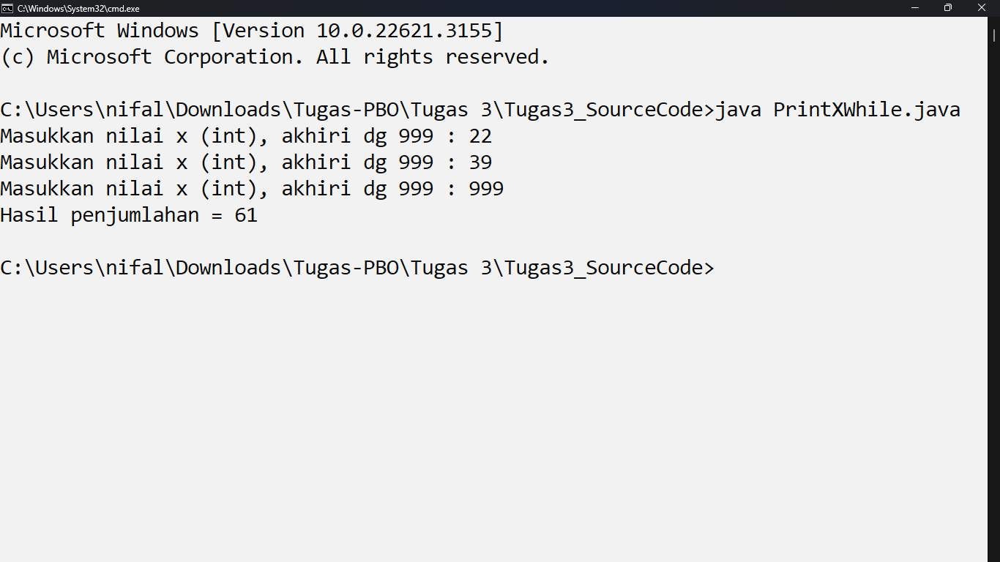 C:\Windows\System32\cmd.exe
Microsoft Windows [Version 10.0.22621.3155]
(c) Microsoft Corporation. All rights reserved.
C:\Users\nifal\Downloads\Tugas-PBO\Tugas 3\Tugas3_SourceCode>java PrintXWhile.java
Masukkan nilai x (int), akhiri dg 999 : 22
Masukkan nilai x (int), akhiri dg 999 : 39
Masukkan nilai x (int), akhiri dg 999 : 999
Hasil penjumlahan = 61
C:\Users\nifal\Downloads\Tugas-PBO\Tugas 3\Tugas3_SourceCode>